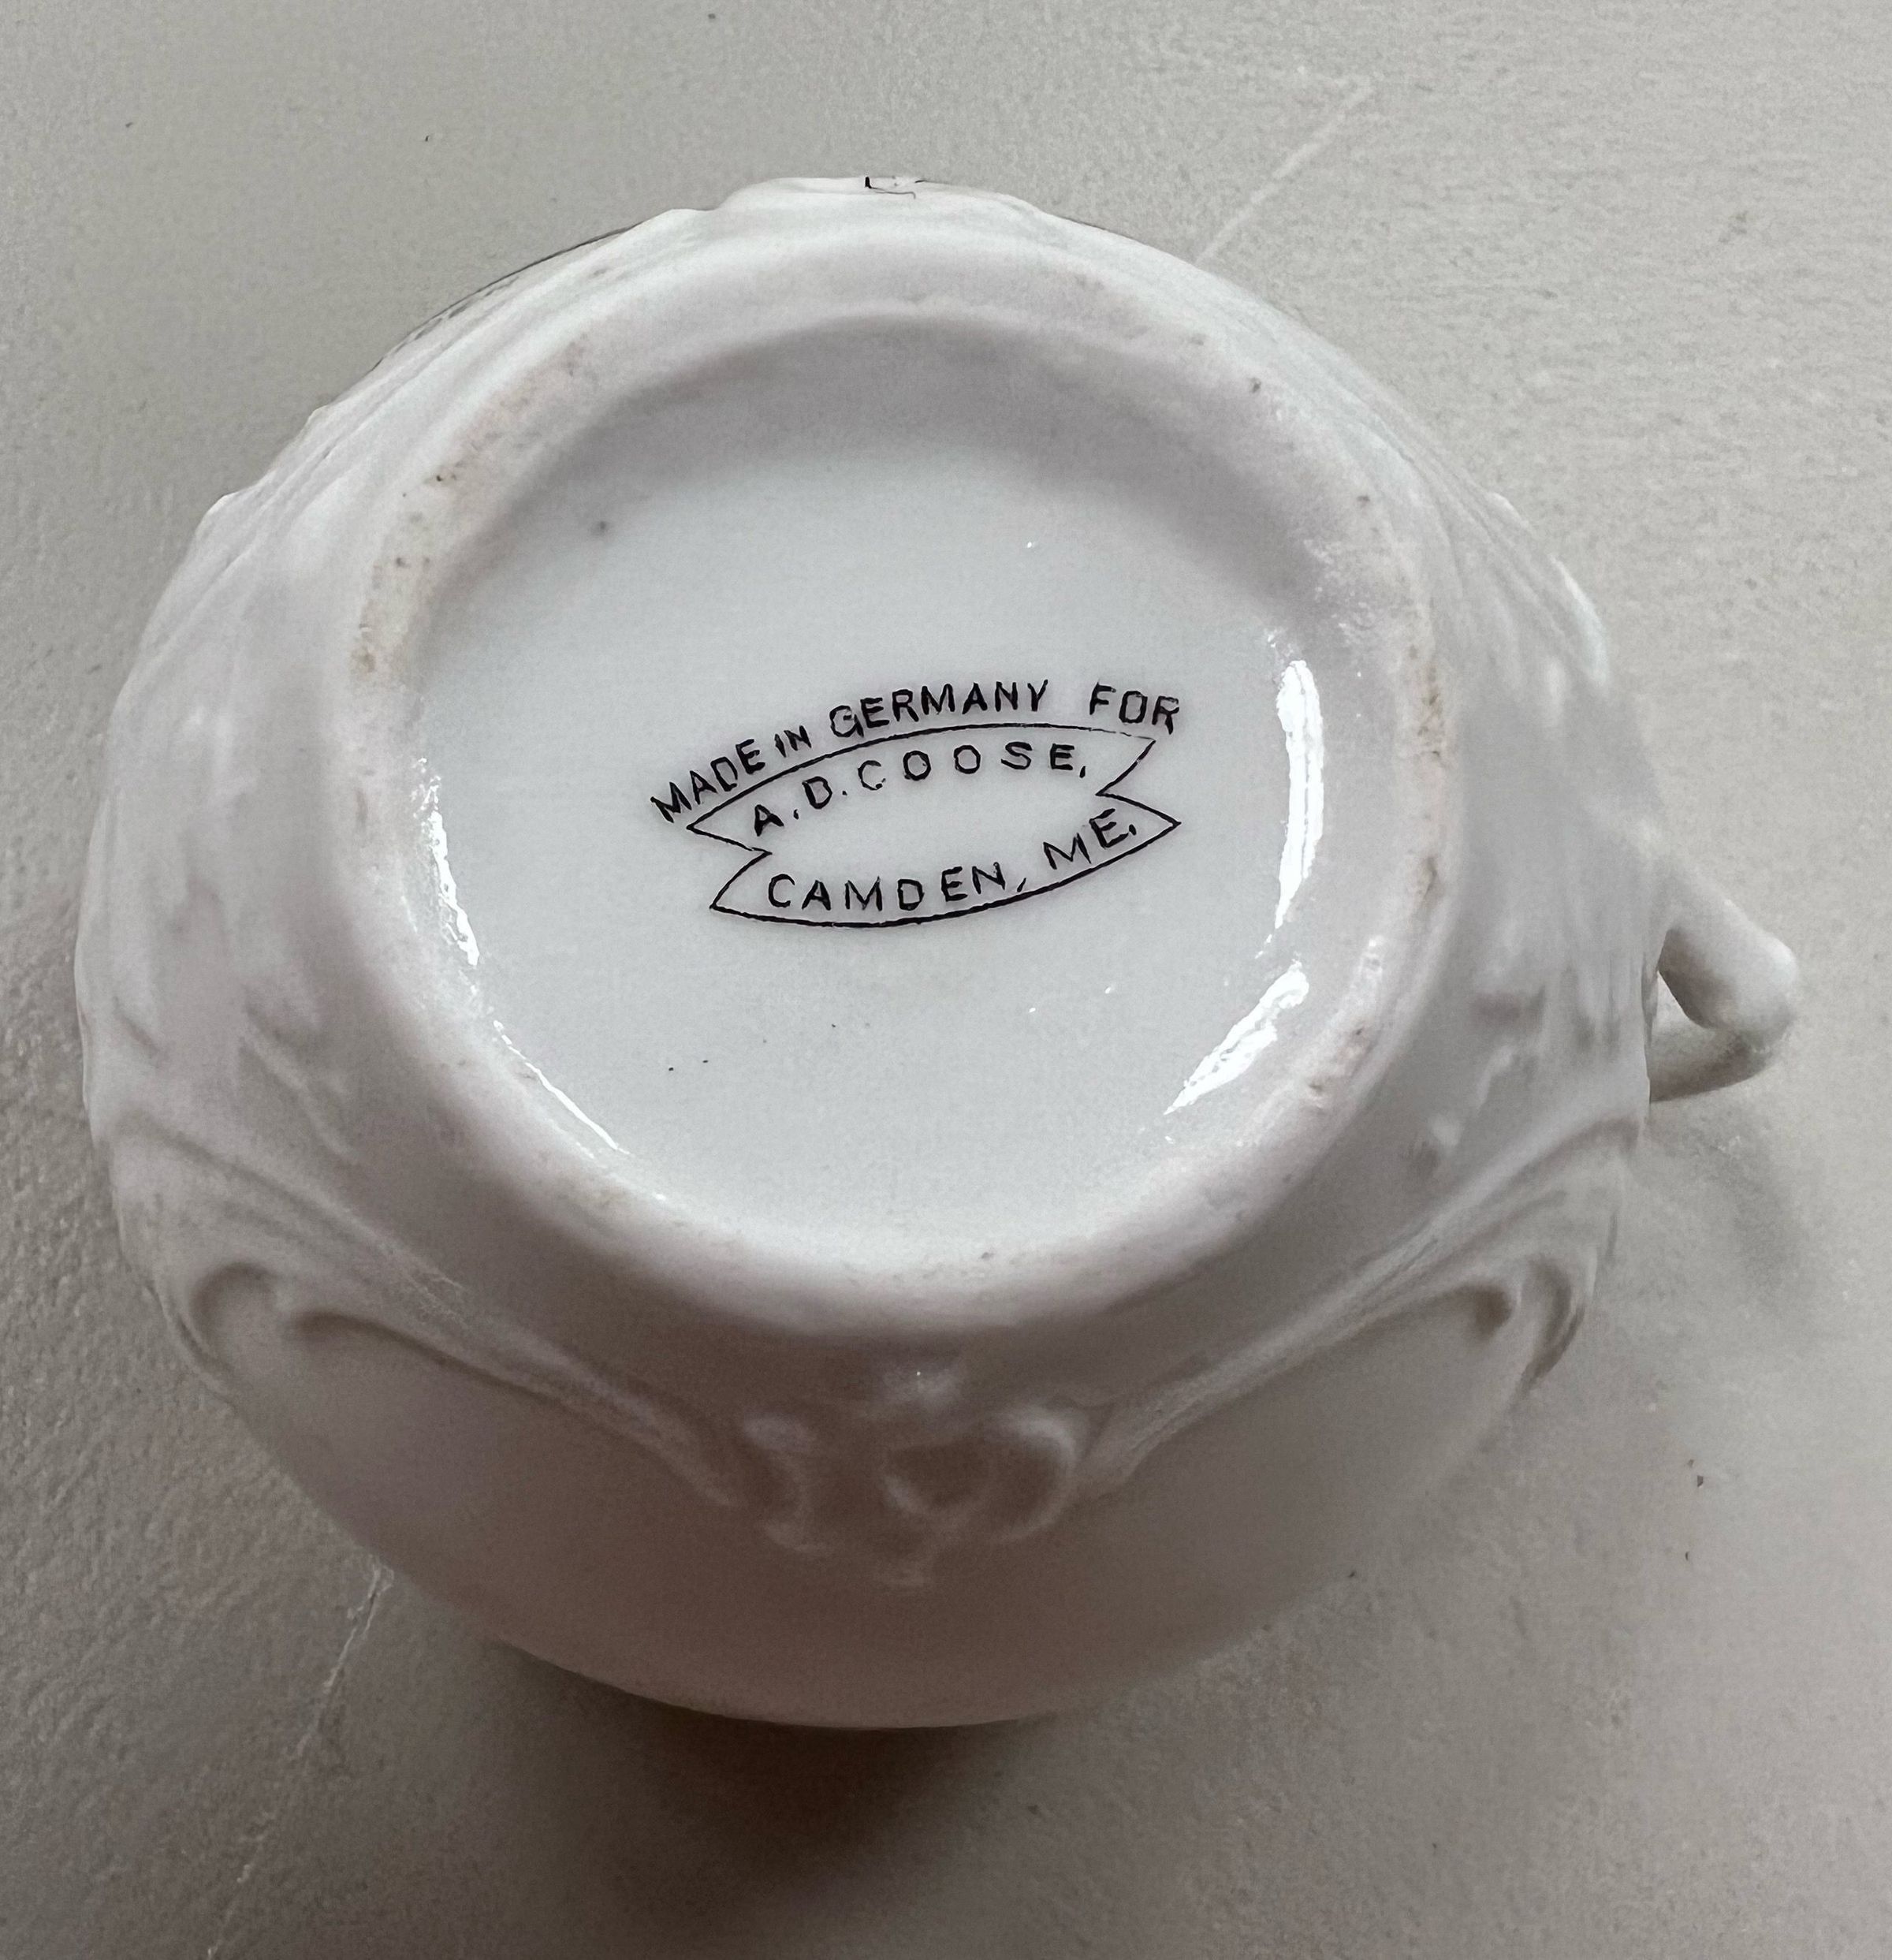 MADE IN GERMANY FOR
A. D. COOSE,
CAMDEN, ME.